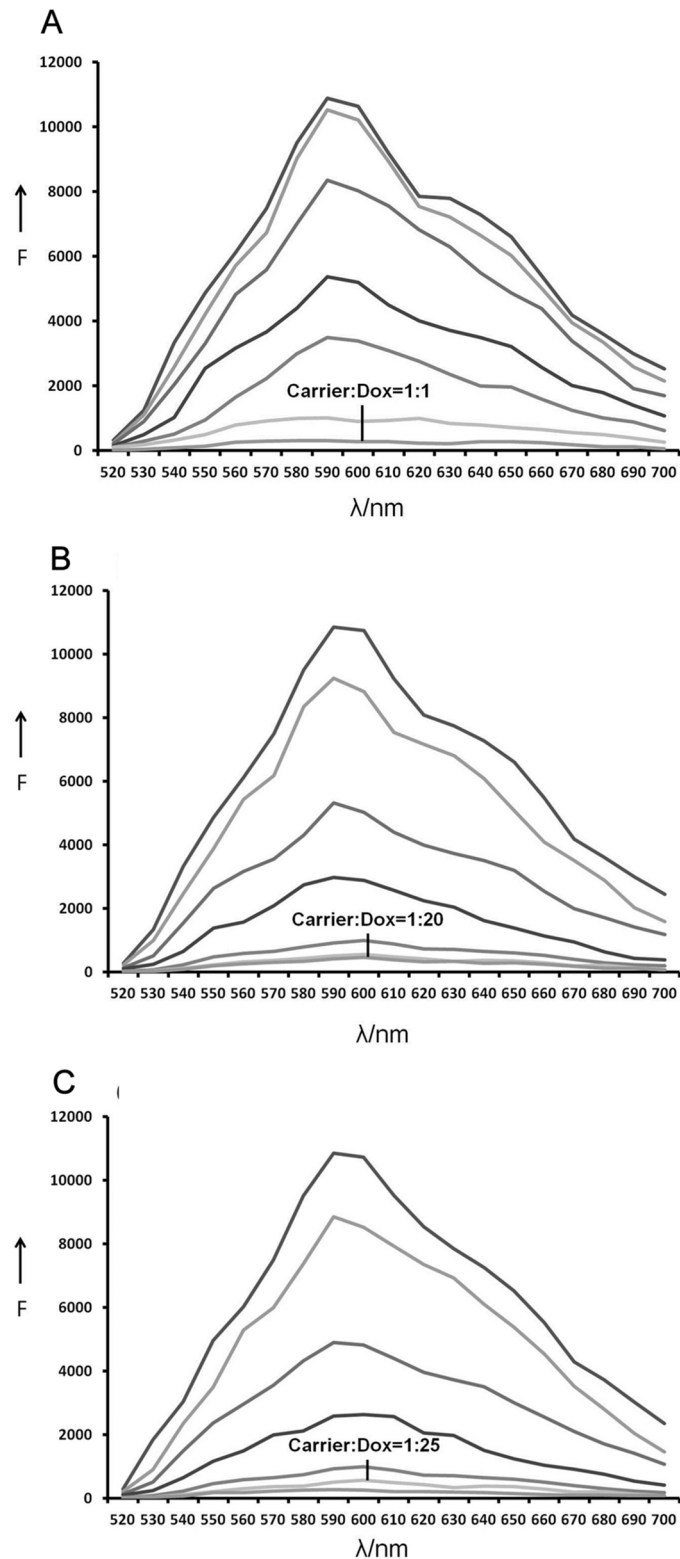 A
12000
10000
8000
6000
4000
2000
0
F
Carrier:Dox=1:1
520 530 540 550 560 570 580 590 600 610 620 630 640 650 660 670 680 690 700
λ/nm
B
12000
10000
8000
6000
4000
2000
0
F
Carrier:Dox=1:20
520 530 540 550 560 570 580 590 600 610 620 630 640 650 660 670 680 690 700
λ/nm
C
12000
10000
8000
6000
4000
2000
0
F
Carrier:Dox=1:25
520 530 540 550 560 570 580 590 600 610 620 630 640 650 660 670 680 690 700
λ/nm